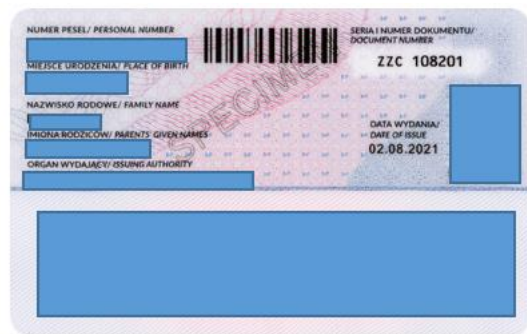 NUMER PESEL/ PERSONAL NUMBER
SERIA I NUMER DOKUMENTU/
DOCUMENT NUMBER
ZZC 108201
MIEJSCE URODZENIA/ PLACE OF BIRTH
SPECIMEN
NAZWISKO RODOWE/ FAMILY NAME
IMIONA RODZICÓW/ PARENTS' GIVEN NAMES
DATA WYDANIA/
DATE OF ISSUE
02.08.2021
ORGAN WYDAJĄCY/ ISSUING AUTHORITY